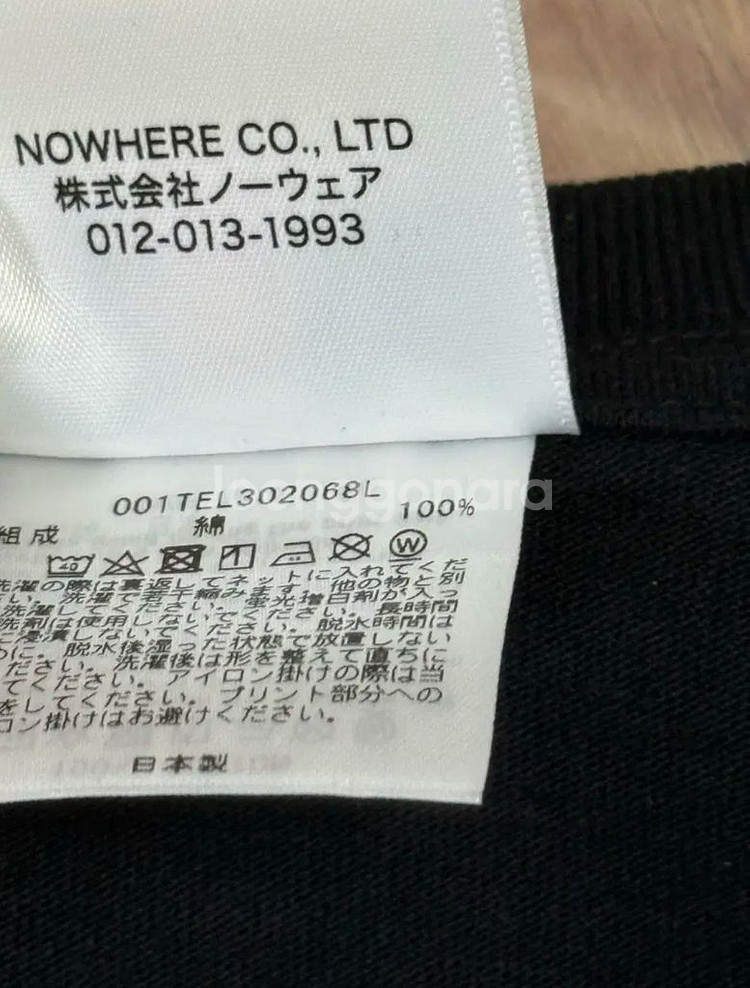 NOWHERE CO., LTD
株式会社ノーウェア
012-013-1993
001TEL302068L
組成 綿 100%
40 W
洗濯の際は裏返してネットに入れてくだ
さい。洗濯で若干縮みます。他の物と別
洗濯してください。蛍光増白剤が入っ
洗剤は使用しないでください。長時間
に浸漬しないでください。脱水時間は
めに。脱水後湿った状態で放置しない
ださい。洗濯後は形を整えて直ちに
てください。アイロン掛けの際は当
をしてください。プリント部分への
ロン掛けはお避けください。
日本製
leanggonara